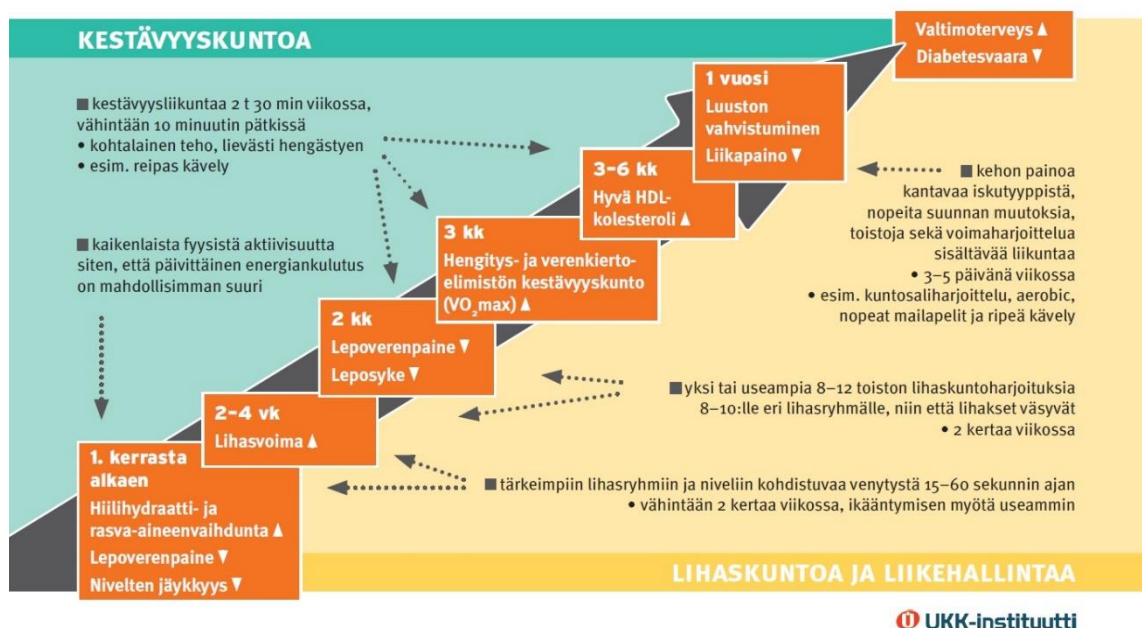 KESTÄVYYSKUNTOA
■ kestävyysliikuntaa 2 t 30 min viikossa,
vähintään 10 minuutin pätkissä
• kohtalainen teho, lievästi hengästyen
• esim. reipas kävely
■ kaikenlaista fyysistä aktiivisuutta
siten, että päivittäinen energiankulutus
on mahdollisimman suuri
Valtimoterveys ▲
Diabetesvaara ▼
1 vuosi
Luuston
vahvistuminen
Liikapaino ▼
3–6 kk
Hyvä HDL-
kolesteroli ▲
3 kk
Hengitys- ja verenkierto-
elimistön kestävyyskunto
(VO₂max) ▲
2 kk
Lepoverenpaine ▼
Leposyke ▼
2–4 vk
Lihasvoima ▲
1. kerrasta
alkaen
Hiilihydraatti- ja
rasva-aineenvaihdunta ▲
Lepoverenpaine ▼
Nivelten jäykkyys ▼
■ kehon painoa
kantavaa iskutyyppistä,
nopeita suunnan muutoksia,
toistoja sekä voimaharjoittelua
sisältävää liikuntaa
• 3–5 päivänä viikossa
• esim. kuntosaliharjoittelu, aerobic,
nopeat mailapelit ja ripeä kävely
■ yksi tai useampia 8–12 toiston lihaskuntoharjoituksia
8–10:lle eri lihasryhmälle, niin että lihakset väsyvät
• 2 kertaa viikossa
■ tärkeimpiin lihasryhmiin ja niveliin kohdistuvaa venytystä 15–60 sekunnin ajan
• vähintään 2 kertaa viikossa, ikääntymisen myötä useammin
LIHASKUNTOA JA LIIKEHALLINTAA
UKK-instituutti